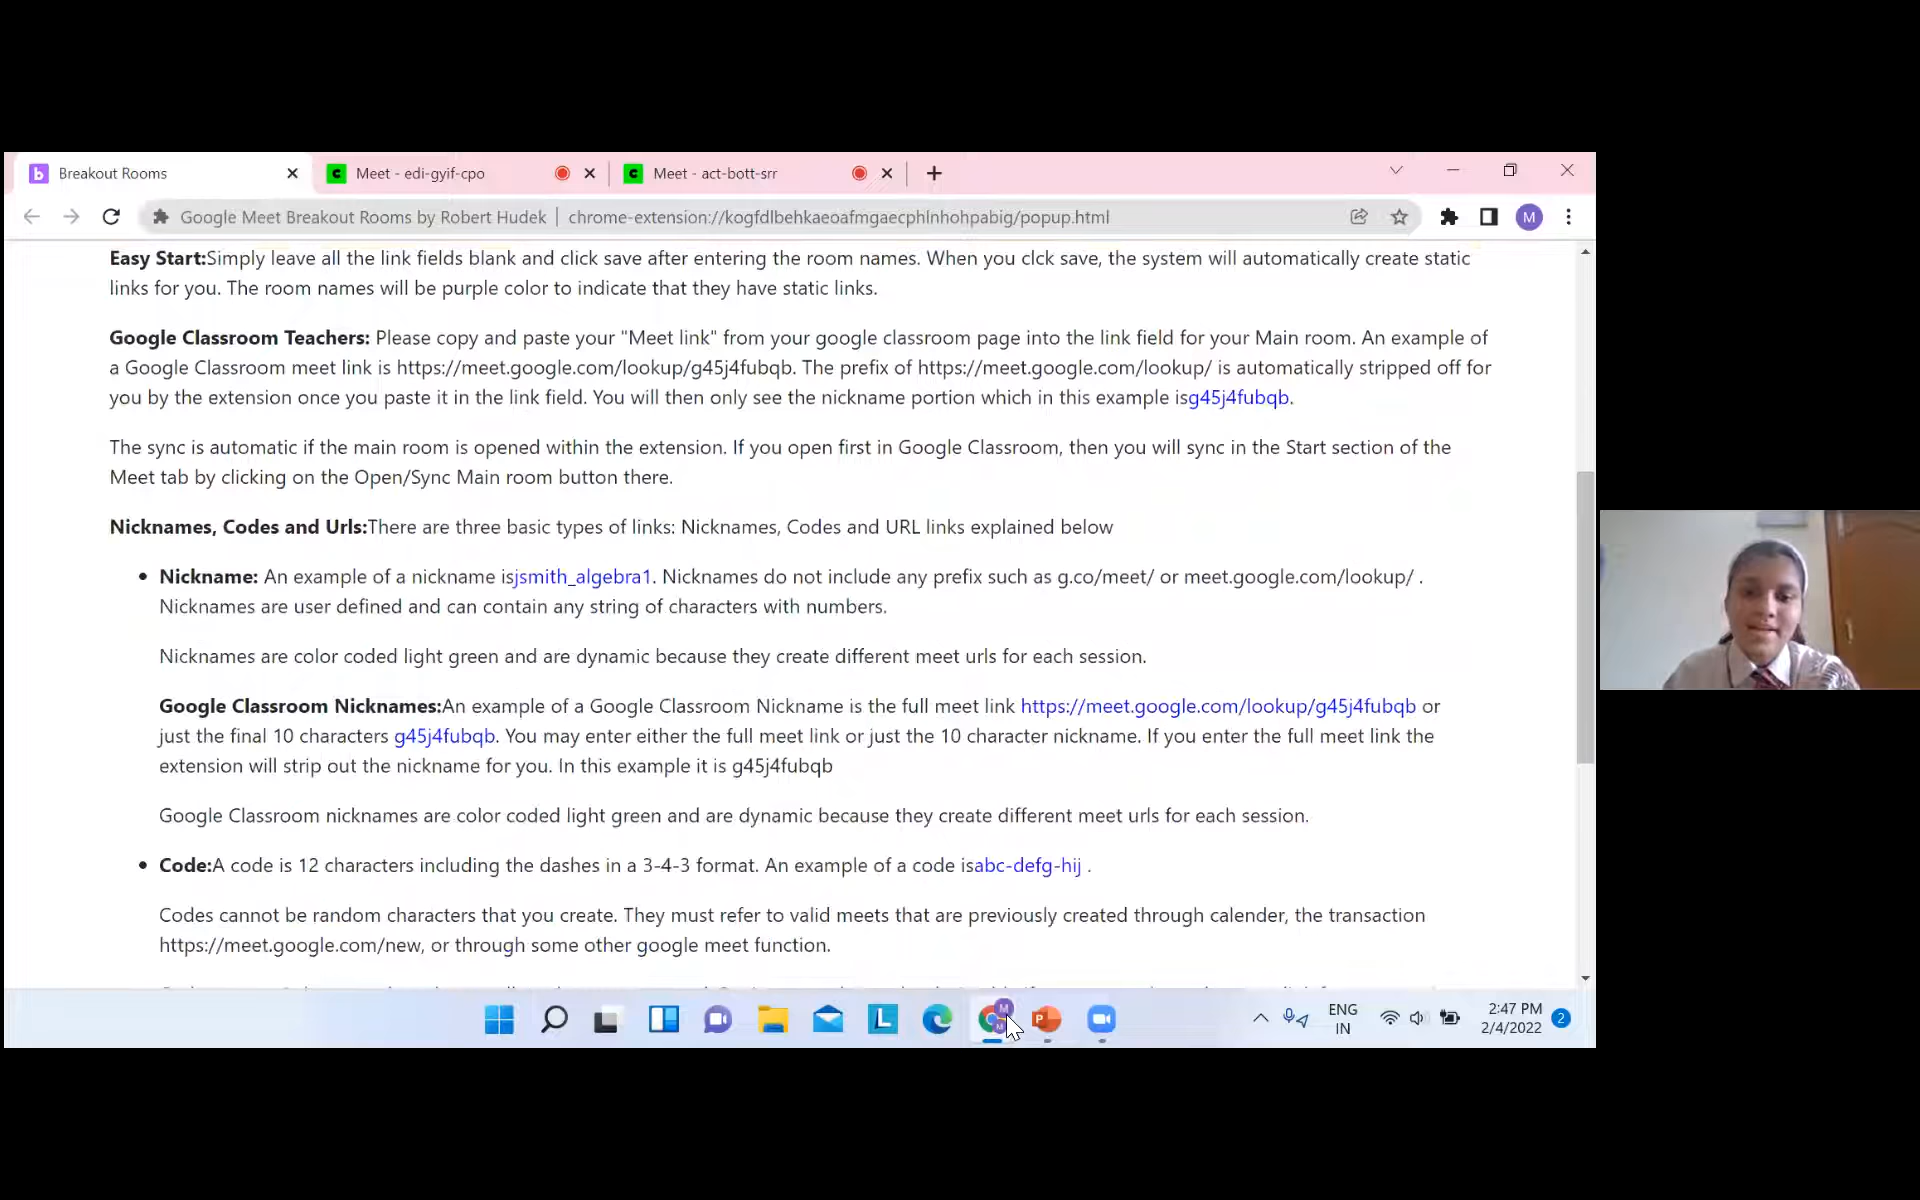 Breakout Rooms
Meet - edi-gyif-cpo
Meet - act-bott-srr
Google Meet Breakout Rooms by Robert Hudek | chrome-extension://kogfdlbehkaeoafmgaecphlnhohpabig/popup.html
M
Easy Start:Simply leave all the link fields blank and click save after entering the room names. When you clck save, the system will automatically create static
links for you. The room names will be purple color to indicate that they have static links.
Google Classroom Teachers: Please copy and paste your "Meet link" from your google classroom page into the link field for your Main room. An example of
a Google Classroom meet link is https://meet.google.com/lookup/g45j4fubqb. The prefix of https://meet.google.com/lookup/ is automatically stripped off for
you by the extension once you paste it in the link field. You will then only see the nickname portion which in this example isg45j4fubqb.
The sync is automatic if the main room is opened within the extension. If you open first in Google Classroom, then you will sync in the Start section of the
Meet tab by clicking on the Open/Sync Main room button there.
Nicknames, Codes and Urls:There are three basic types of links: Nicknames, Codes and URL links explained below
• Nickname: An example of a nickname isjsmith_algebra1. Nicknames do not include any prefix such as g.co/meet/ or meet.google.com/lookup/ .
Nicknames are user defined and can contain any string of characters with numbers.
Nicknames are color coded light green and are dynamic because they create different meet urls for each session.
Google Classroom Nicknames:An example of a Google Classroom Nickname is the full meet link https://meet.google.com/lookup/g45j4fubqb or
just the final 10 characters g45j4fubqb. You may enter either the full meet link or just the 10 character nickname. If you enter the full meet link the
extension will strip out the nickname for you. In this example it is g45j4fubqb
Google Classroom nicknames are color coded light green and are dynamic because they create different meet urls for each session.
• Code:A code is 12 characters including the dashes in a 3-4-3 format. An example of a code isabc-defg-hij .
Codes cannot be random characters that you create. They must refer to valid meets that are previously created through calender, the transaction
https://meet.google.com/new, or through some other google meet function.
ENG
IN
2:47 PM
2/4/2022
2